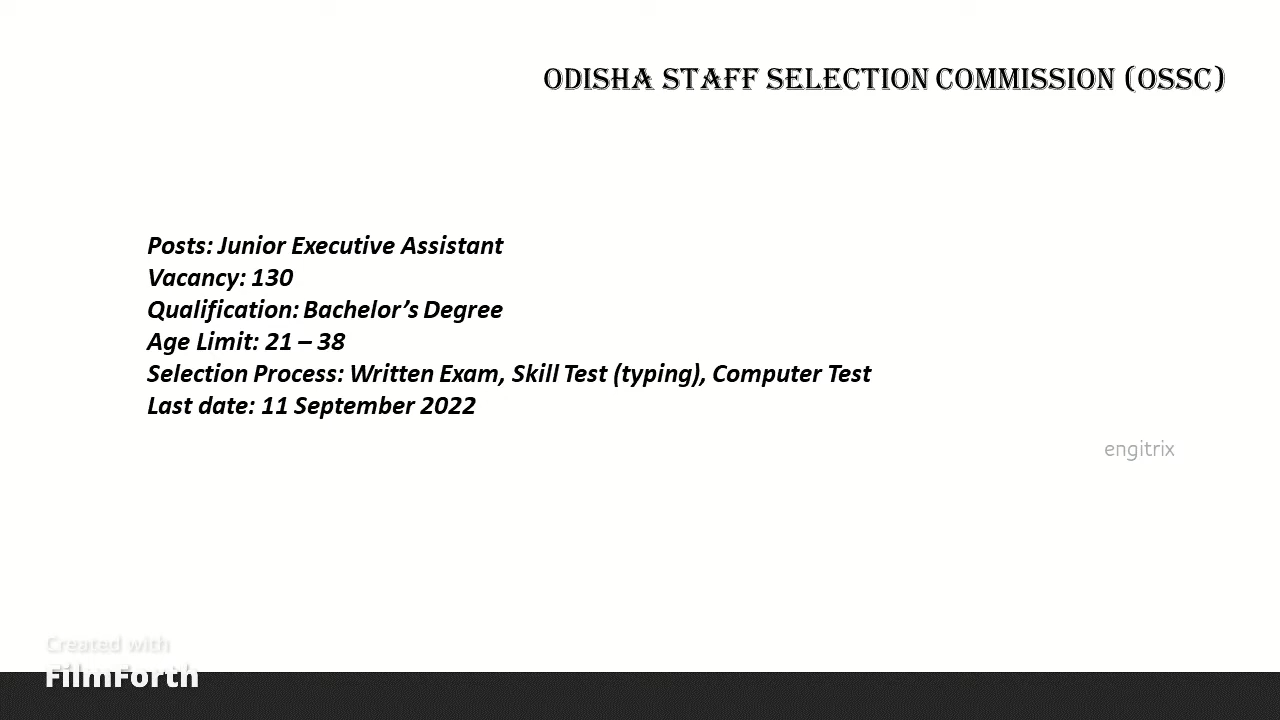 ODISHA STAFF SELECTION COMMISSION (OSSC)
Posts: Junior Executive Assistant
Vacancy: 130
Qualification: Bachelor’s Degree
Age Limit: 21 – 38
Selection Process: Written Exam, Skill Test (typing), Computer Test
Last date: 11 September 2022
engitrix
Created with
FilmForth